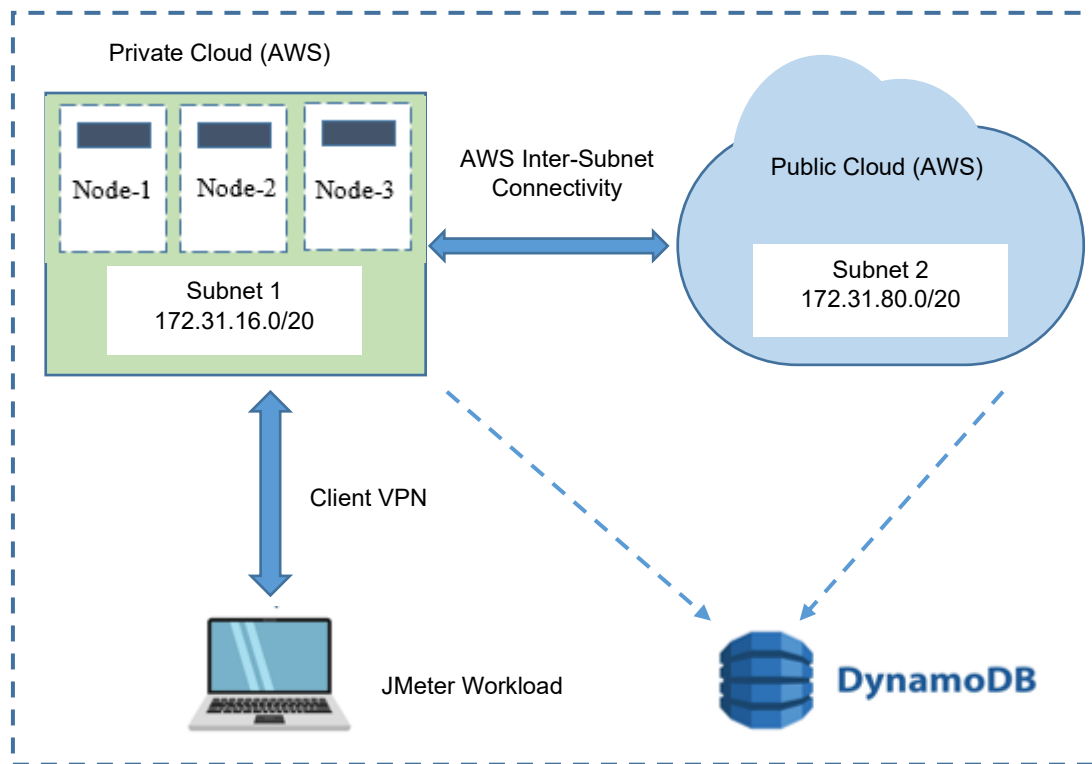 Private Cloud (AWS)
Node-1
Node-2
Node-3
Subnet 1
172.31.16.0/20
AWS Inter-Subnet
Connectivity
Public Cloud (AWS)
Subnet 2
172.31.80.0/20
Client VPN
JMeter Workload
DynamoDB